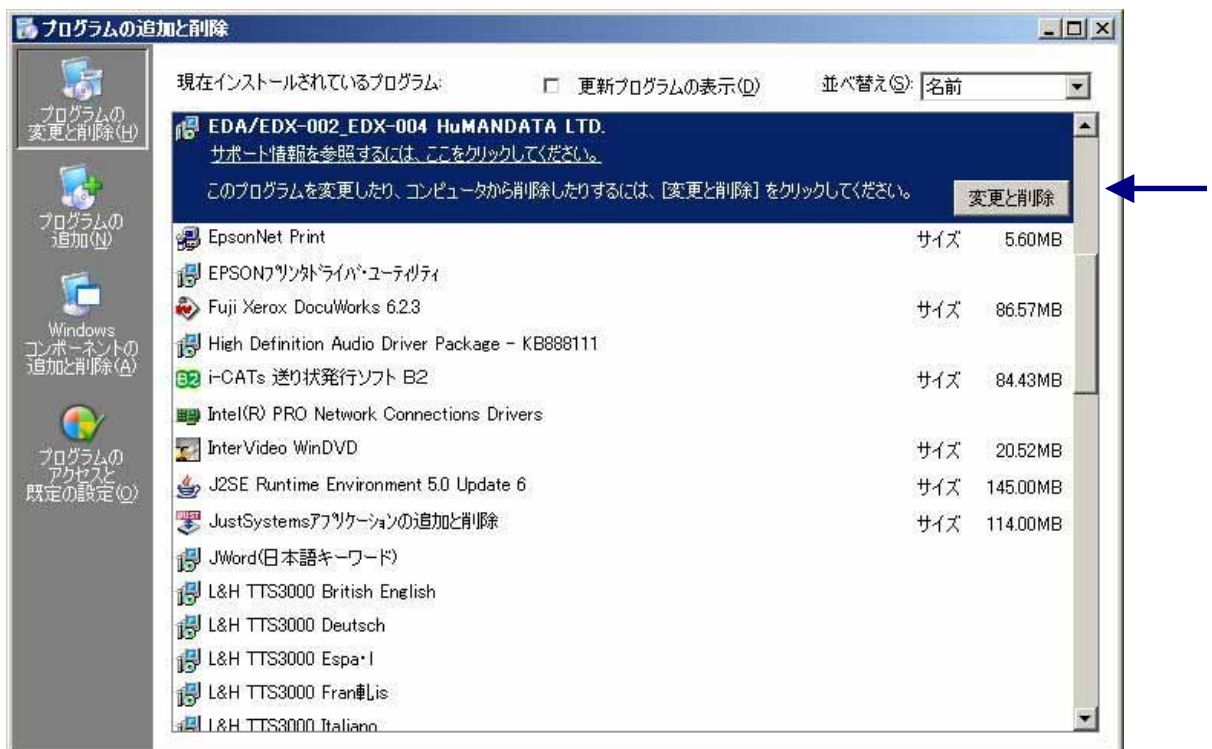 プログラムの追加と削除
現在インストールされているプログラム:
更新プログラムの表示(D)
並べ替え(S):
名前
プログラムの
変更と削除(H)
プログラムの
追加(N)
Windows
コンポーネントの
追加と削除(A)
プログラムの
アクセスと
既定の設定(O)
EDA/EDX-002_EDX-004 HuMANDATA LTD.
サポート情報を参照するには、ここをクリックしてください。
このプログラムを変更したり、コンピュータから削除したりするには、[変更と削除] をクリックしてください。
変更と削除
EpsonNet Print サイズ 5.60MB
EPSONプリンタドライバ・ユーティリティ
Fuji Xerox DocuWorks 6.2.3 サイズ 86.57MB
High Definition Audio Driver Package - KB888111
B2 i-CATs 送り状発行ソフト B2 サイズ 84.43MB
Intel(R) PRO Network Connections Drivers
InterVideo WinDVD サイズ 20.52MB
J2SE Runtime Environment 5.0 Update 6 サイズ 145.00MB
JUST JustSystemsアプリケーションの追加と削除 サイズ 114.00MB
JWord(日本語キーワード)
L&H TTS3000 British English
L&H TTS3000 Deutsch
L&H TTS3000 Espa・l
L&H TTS3000 Fran軋is
L&H TTS3000 Italiano